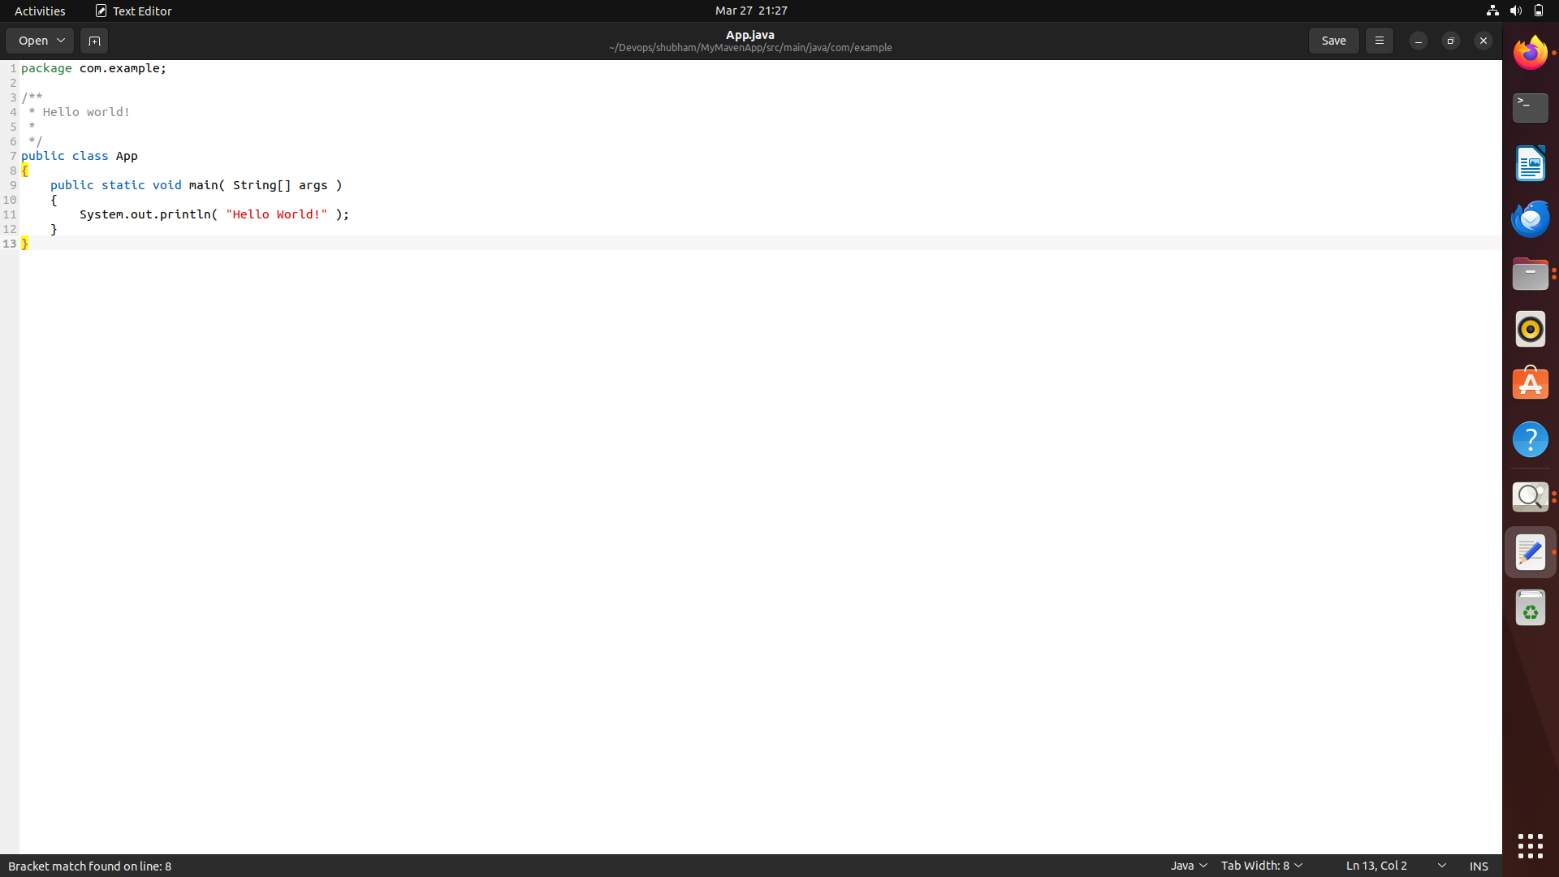 Activities Text Editor Mar 27 21:27
Open App.java Save
~/Devops/shubham/MyMavenApp/src/main/java/com/example
1 package com.example;
2
3 /**
4  * Hello world!
5  *
6  */
7 public class App
8 {
9     public static void main( String[] args )
10     {
11         System.out.println( "Hello World!" );
12     }
13 }
Bracket match found on line: 8 Java Tab Width: 8 Ln 13, Col 2 INS